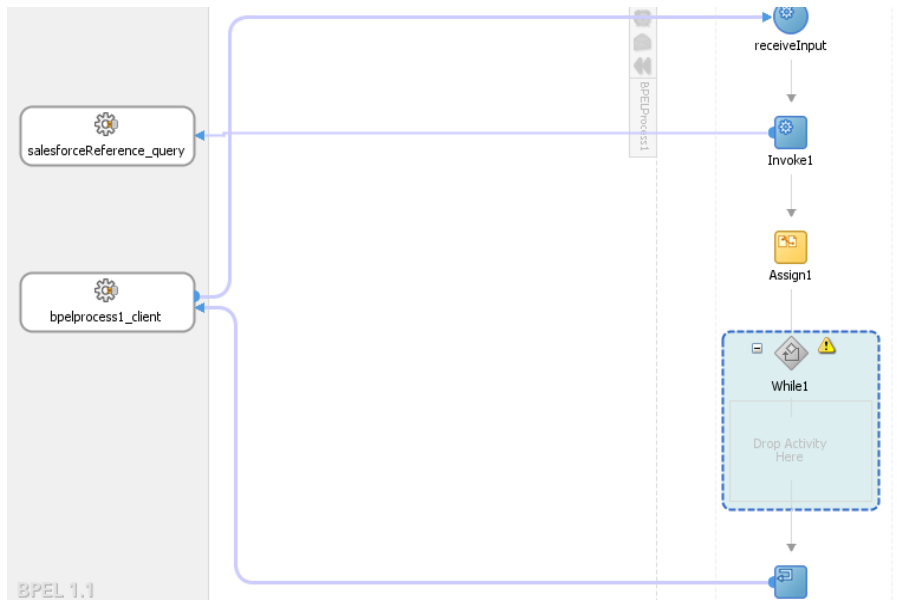 receiveInput
salesforceReference_query
BPELProcess1
Invoke1
Assign1
bpelprocess1_client
While1
Drop Activity
Here
BPEL 1.1